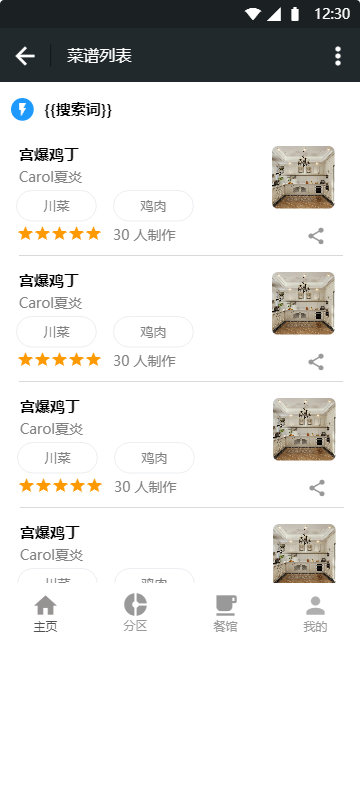 12:30
菜谱列表
{{搜索词}}
宫爆鸡丁
Carol夏炎
川菜 鸡肉
30 人制作
宫爆鸡丁
Carol夏炎
川菜 鸡肉
30 人制作
宫爆鸡丁
Carol夏炎
川菜 鸡肉
30 人制作
宫爆鸡丁
Carol夏炎
川菜 鸡肉
主页 分区 餐馆 我的